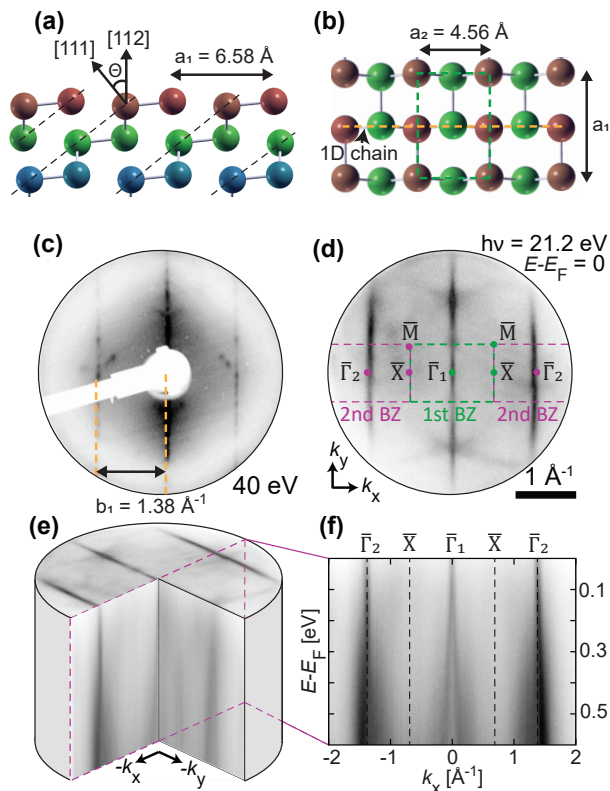 (a)
[111]
[112]
Θ
a₁ = 6.58 Å
(b)
a₂ = 4.56 Å
1D chain
a₁
(c)
b₁ = 1.38 Å⁻¹
40 eV
(d)
hν = 21.2 eV
E-E_F = 0
M̅ M̅
Γ̅₂ X̅ Γ̅₁ X̅ Γ̅₂
2nd BZ 1st BZ 2nd BZ
k_y
k_x
1 Å⁻¹
(e)
-k_x -k_y
(f)
Γ̅₂ X̅ Γ̅₁ X̅ Γ̅₂
E-E_F [eV]
0.1
0.3
0.5
-2 -1 0 1 2
k_x [Å⁻¹]